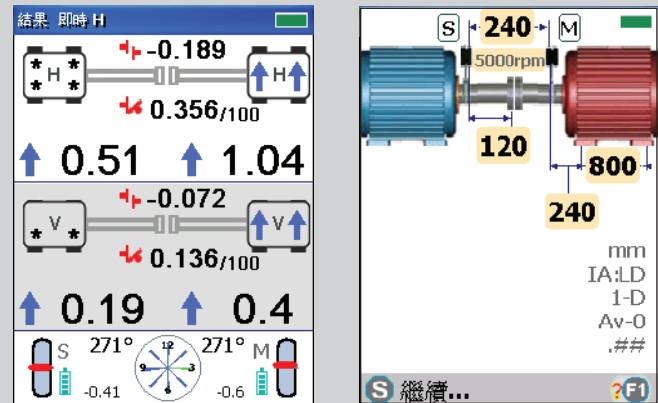 結果 即時 H
-0.189
* * H
* *
H
0.356/100
0.51 1.04
-0.072
V
* *
V
0.136/100
0.19 0.4
S 271° 12 271° M
9 3
-0.41 6 -0.6
S 240 M
5000rpm
120
800
240
mm
IA:LD
1-D
Av-0
.##
S 繼續... ?F1